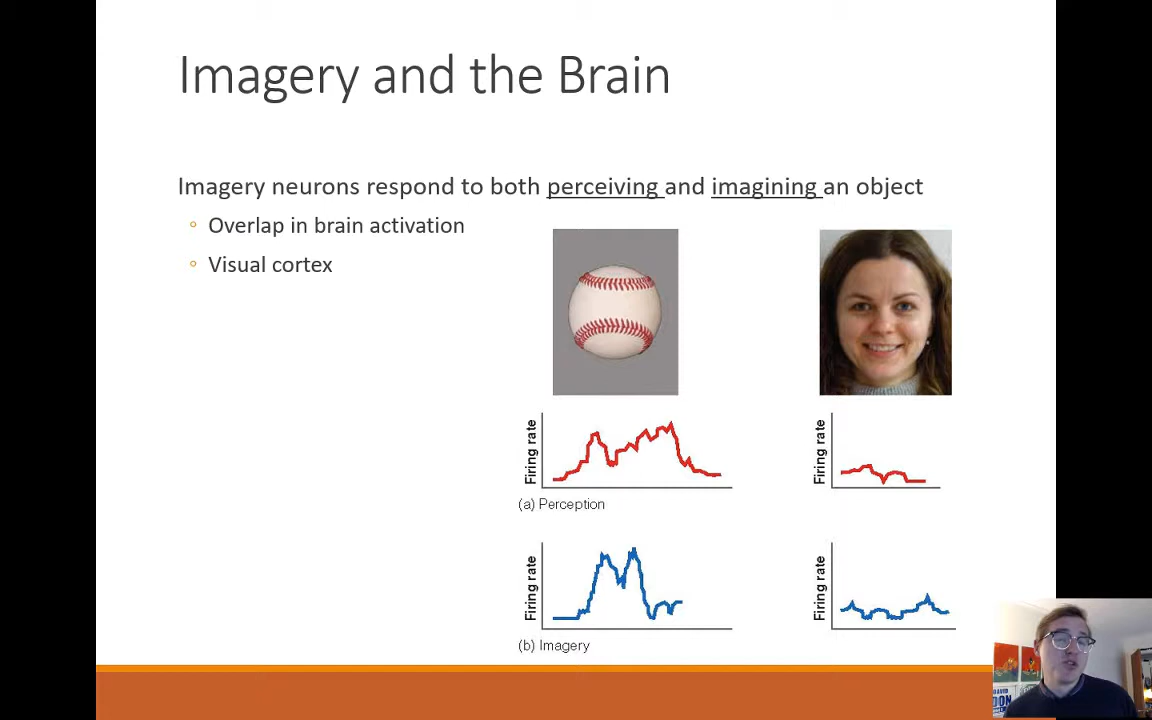 Imagery and the Brain
Imagery neurons respond to both perceiving and imagining an object
Overlap in brain activation
Visual cortex
Firing rate
Firing rate
(a) Perception
Firing rate
Firing rate
(b) Imagery
DAVID